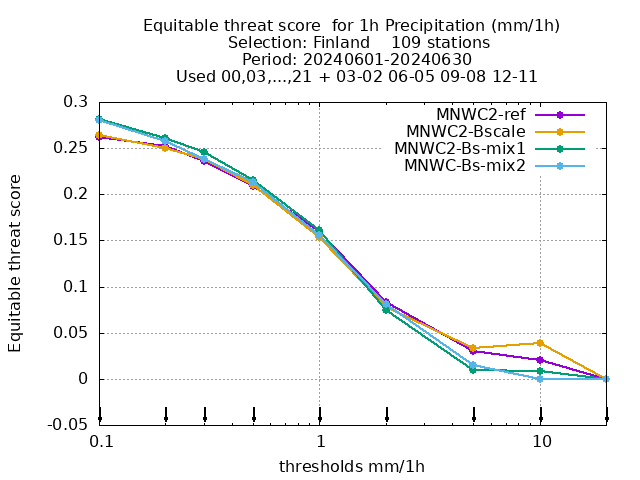 Equitable threat score  for 1h Precipitation (mm/1h)
Selection: Finland    109 stations
Period: 20240601-20240630
Used 00,03,...,21 + 03-02 06-05 09-08 12-11
MNWC2-ref
MNWC2-Bscale
MNWC2-Bs-mix1
MNWC-Bs-mix2
0.3
0.25
0.2
0.15
0.1
0.05
0
-0.05
Equitable threat score
0.1 1 10
thresholds mm/1h